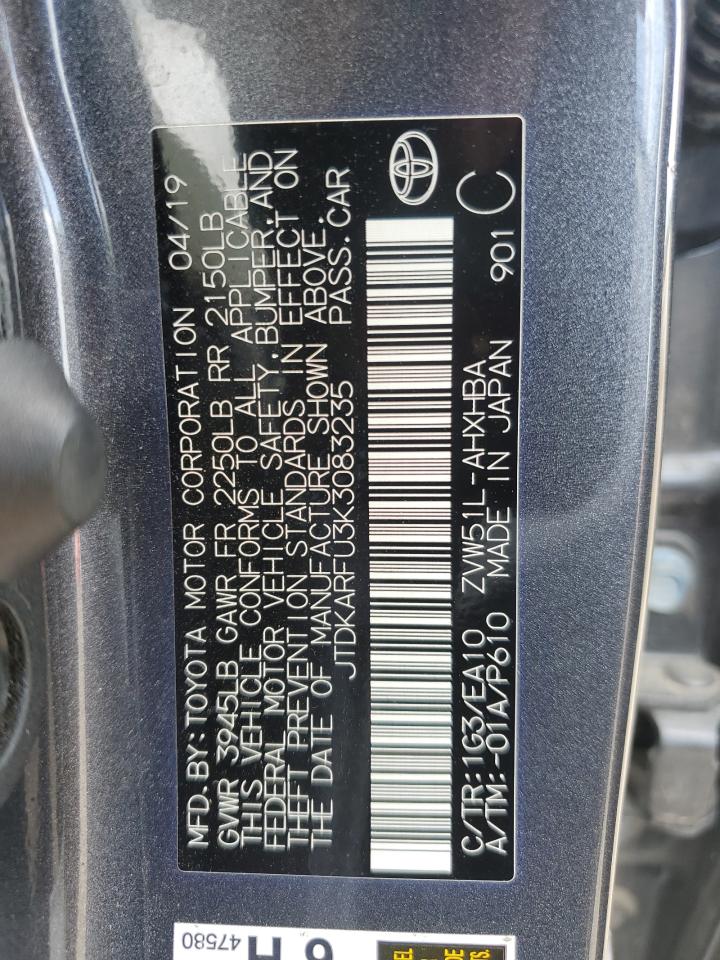 MFD.BY:TOYOTA MOTOR CORPORATION 04/19
GVWR 3945LB GAWR FR 2250LB RR 2150LB
THIS VEHICLE CONFORMS TO ALL APPLICABLE
FEDERAL MOTOR VEHICLE SAFETY,BUMPER,AND
THEFT PREVENTION STANDARDS IN EFFECT ON
THE DATE OF MANUFACTURE SHOWN ABOVE.
JTDKARFU3K3083235 PASS.CAR
C/TR:1G3/EA10 ZVW51L-AHXHBA
A/TM:-01A/P610 MADE IN JAPAN 901 C
47580